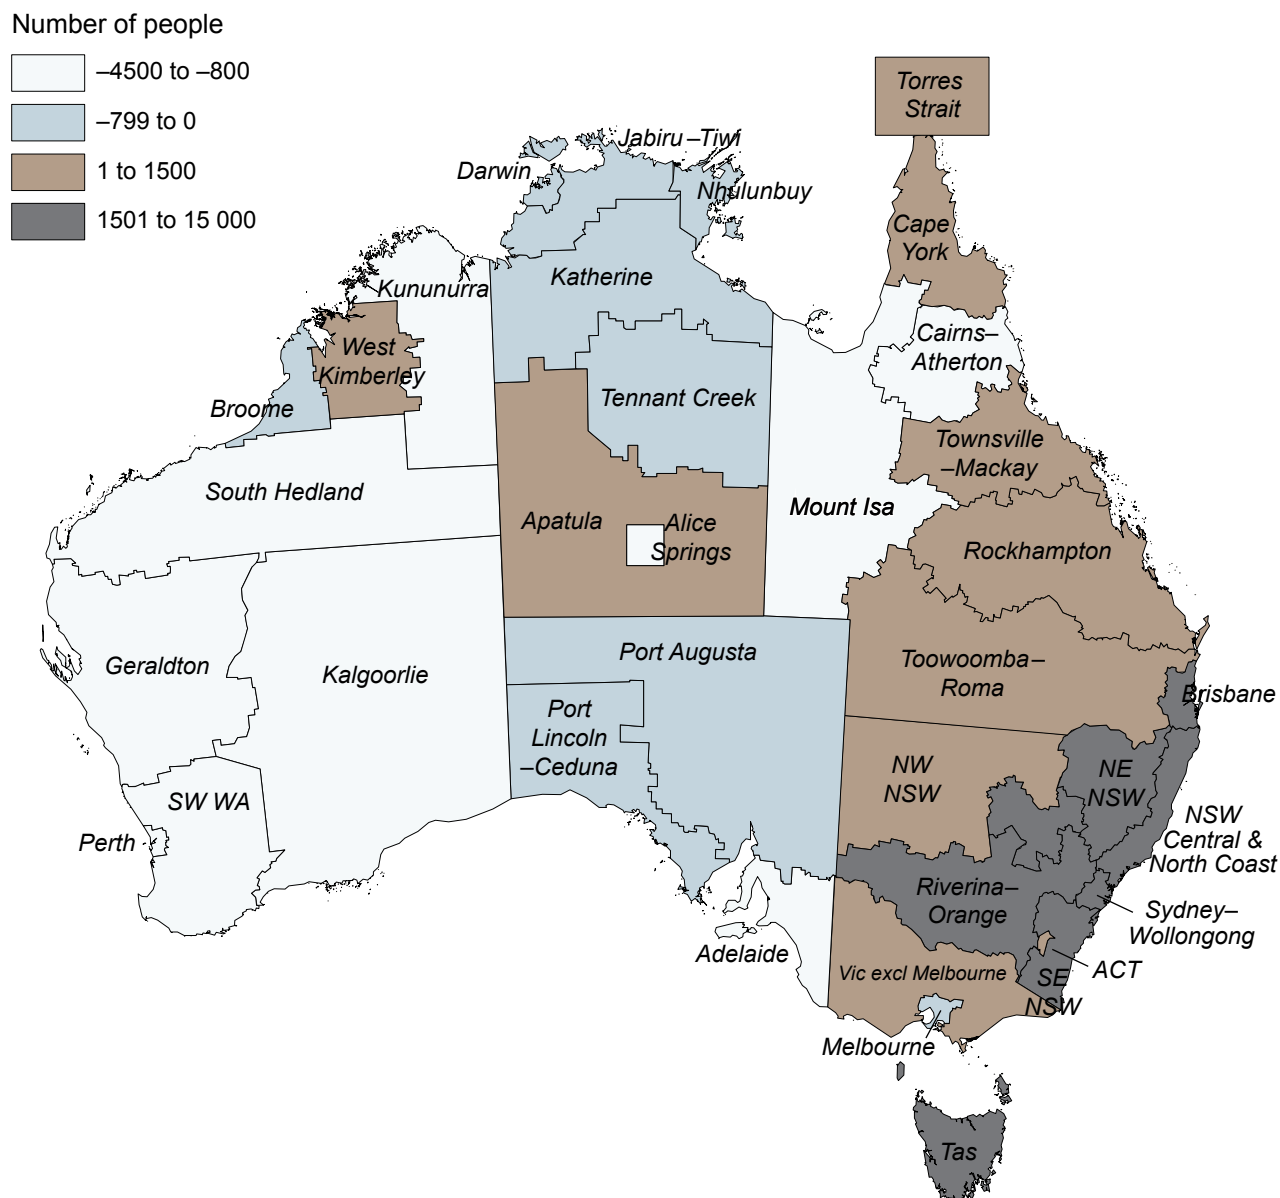 Number of people
–4500 to –800
–799 to 0
1 to 1500
1501 to 15 000
Torres
Strait
Jabiru –Tiwi
Darwin
Nhulunbuy
Cape
York
Katherine
Kununurra
Cairns–
Atherton
West
Kimberley
Tennant Creek
Broome
Townsville
–Mackay
South Hedland
Mount Isa
Apatula
Alice
Springs
Rockhampton
Port Augusta
Geraldton
Kalgoorlie
Toowoomba–
Roma
Brisbane
Port
Lincoln
–Ceduna
NW
NSW
NE
NSW
SW WA
Perth
NSW
Central &
North Coast
Riverina–
Orange
Sydney–
Wollongong
Adelaide
Vic excl Melbourne
ACT
SE
NSW
Melbourne
Tas